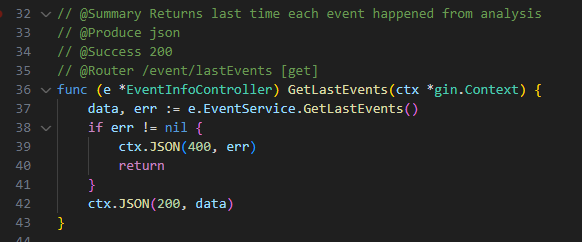 32 // @Summary Returns last time each event happened from analysis
33 // @Produce json
34 // @Success 200
35 // @Router /event/lastEvents [get]
36 func (e *EventInfoController) GetLastEvents(ctx *gin.Context) {
37 data, err := e.EventService.GetLastEvents()
38 if err != nil {
39 ctx.JSON(400, err)
40 return
41 }
42 ctx.JSON(200, data)
43 }
44